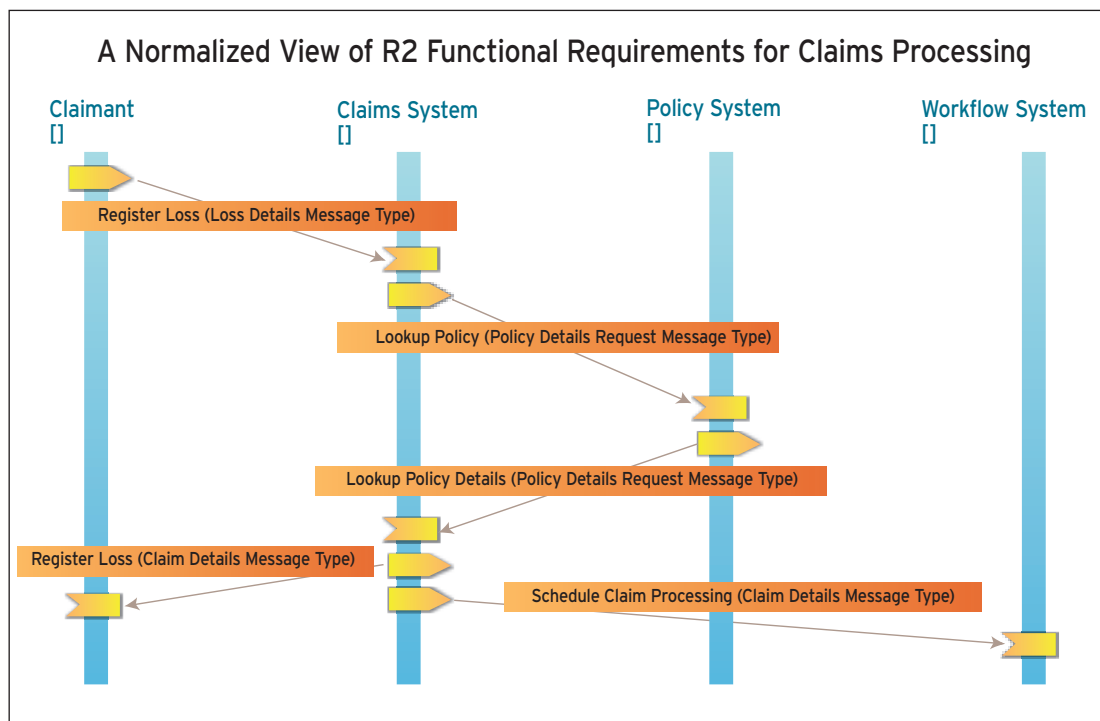 A Normalized View of R2 Functional Requirements for Claims Processing
Claimant
[]
Claims System
[]
Policy System
[]
Workflow System
[]
Register Loss (Loss Details Message Type)
Lookup Policy (Policy Details Request Message Type)
Lookup Policy Details (Policy Details Request Message Type)
Register Loss (Claim Details Message Type)
Schedule Claim Processing (Claim Details Message Type)